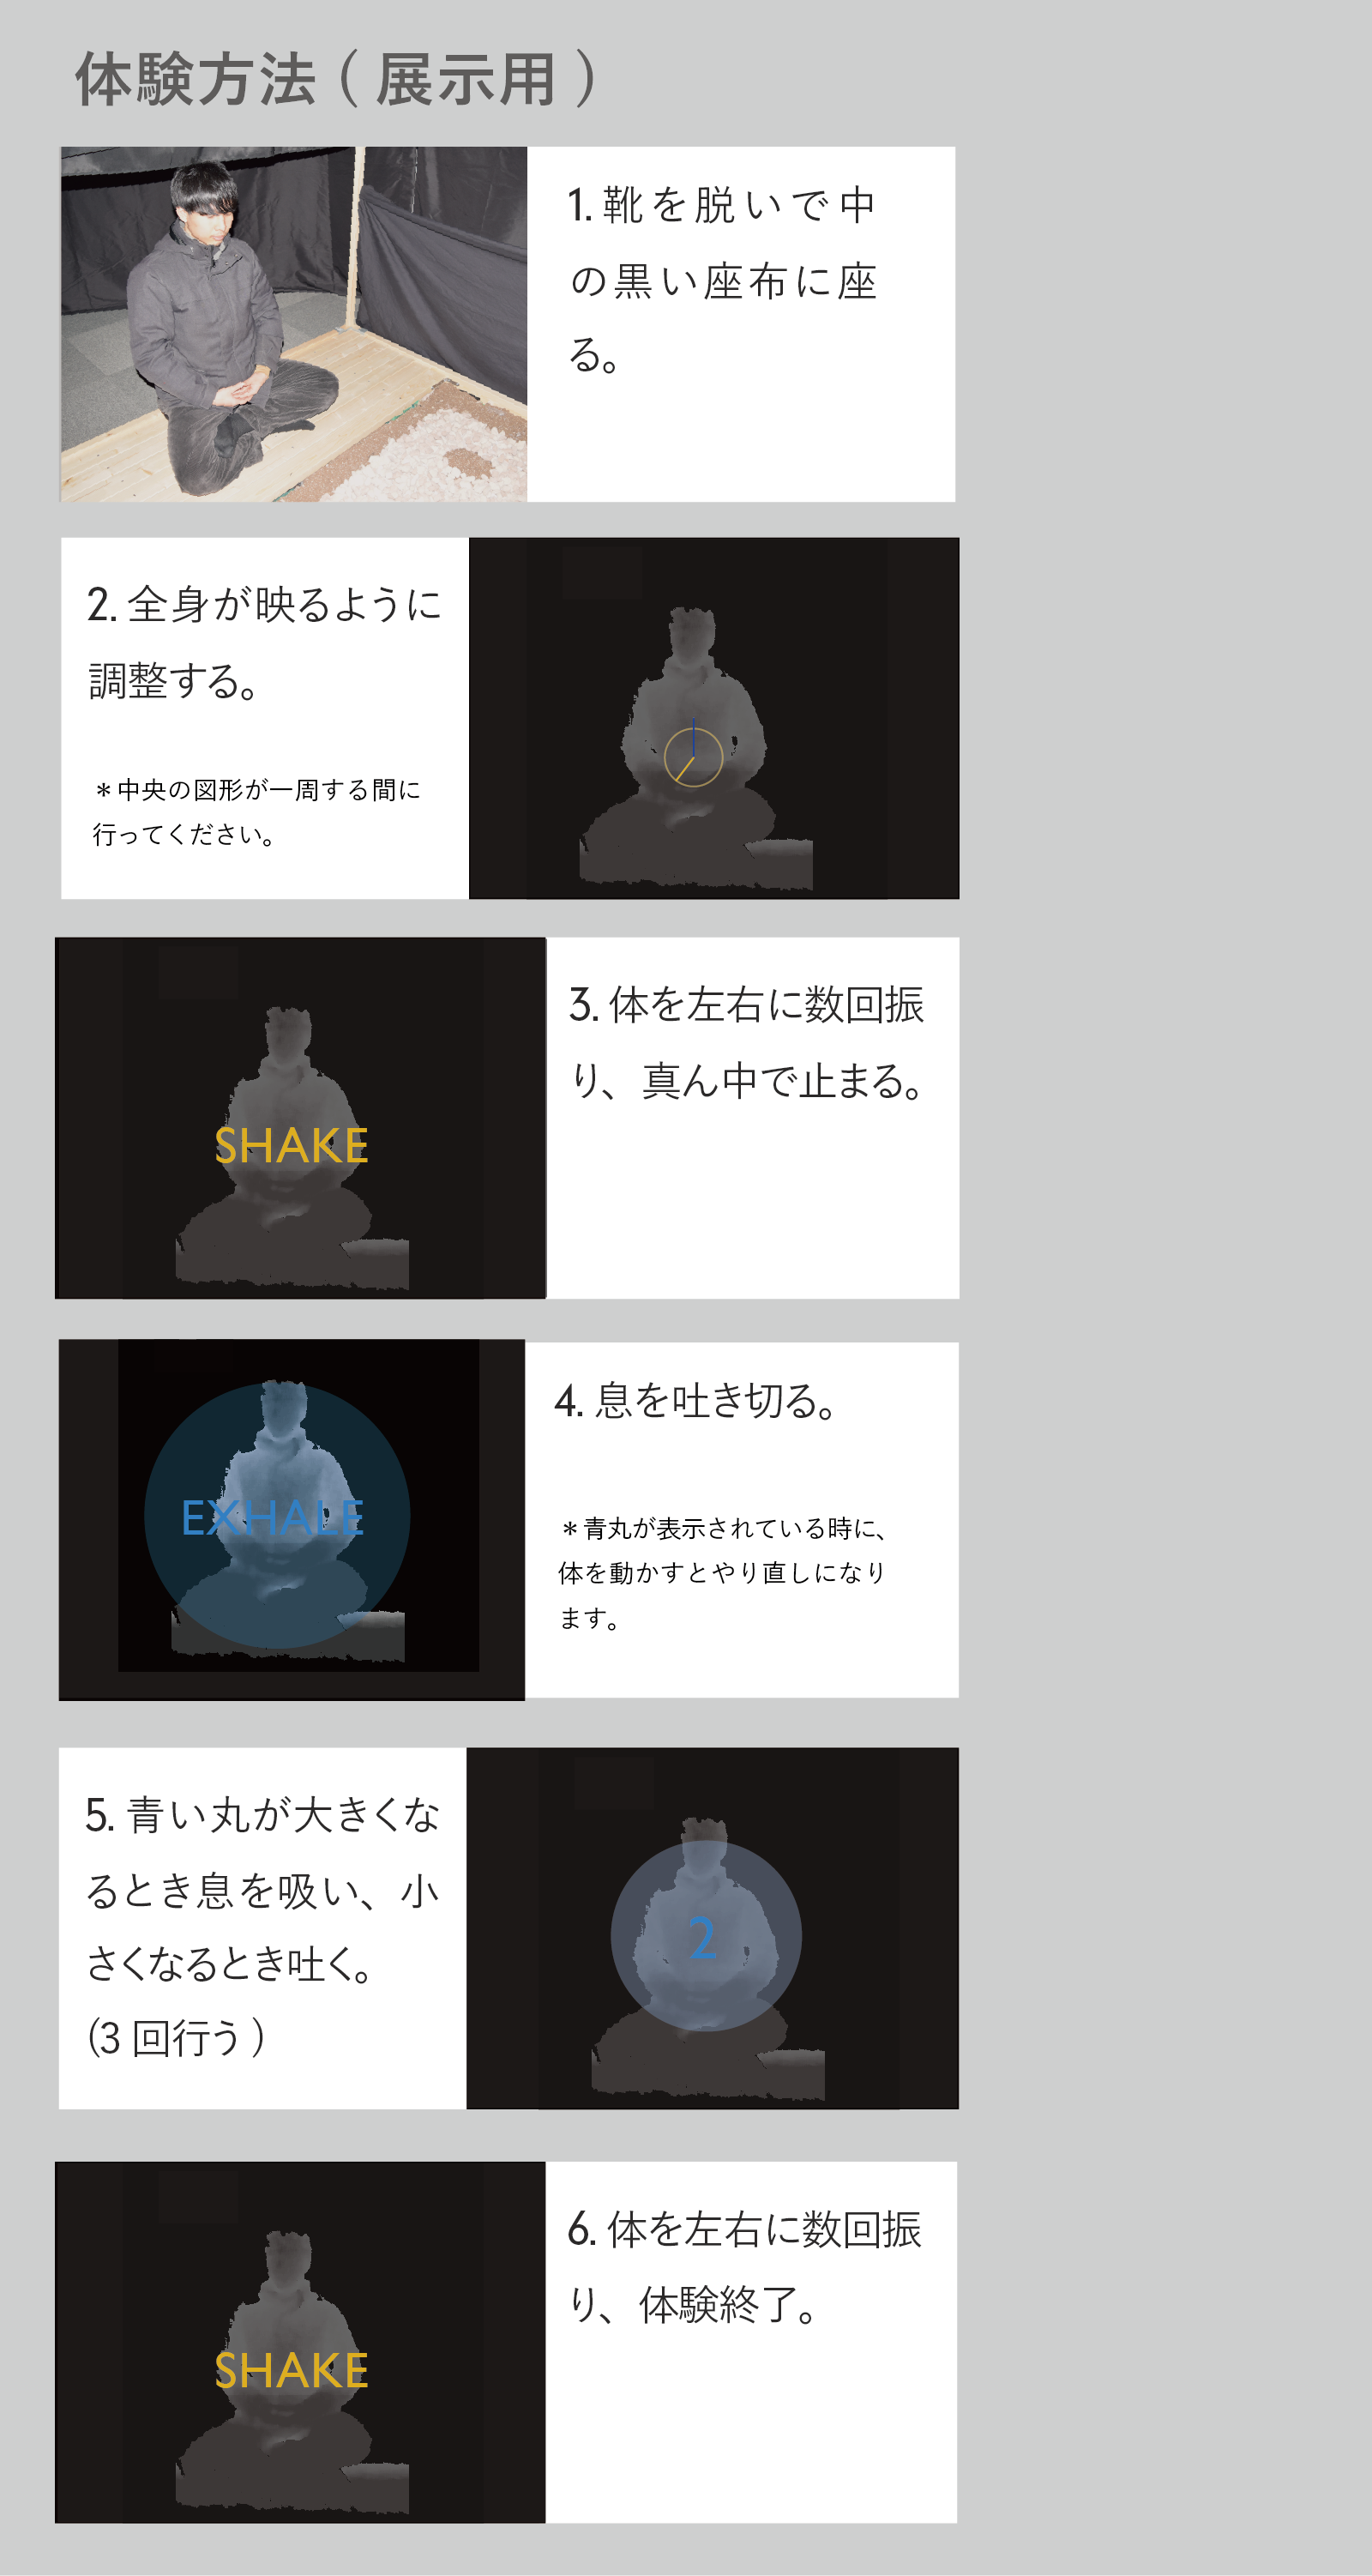 体験方法 ( 展示用 )
1. 靴を脱いで中
の黒い座布に座
る。
2. 全身が映るように
調整する。
＊中央の図形が一周する間に
行ってください。
SHAKE
3. 体を左右に数回振
り、真ん中で止まる。
EXHALE
4. 息を吐き切る。
＊青丸が表示されている時に、
体を動かすとやり直しになり
ます。
5. 青い丸が大きくな
るとき息を吸い、小
さくなるとき吐く。
(3 回行う )
2
SHAKE
6. 体を左右に数回振
り、体験終了。